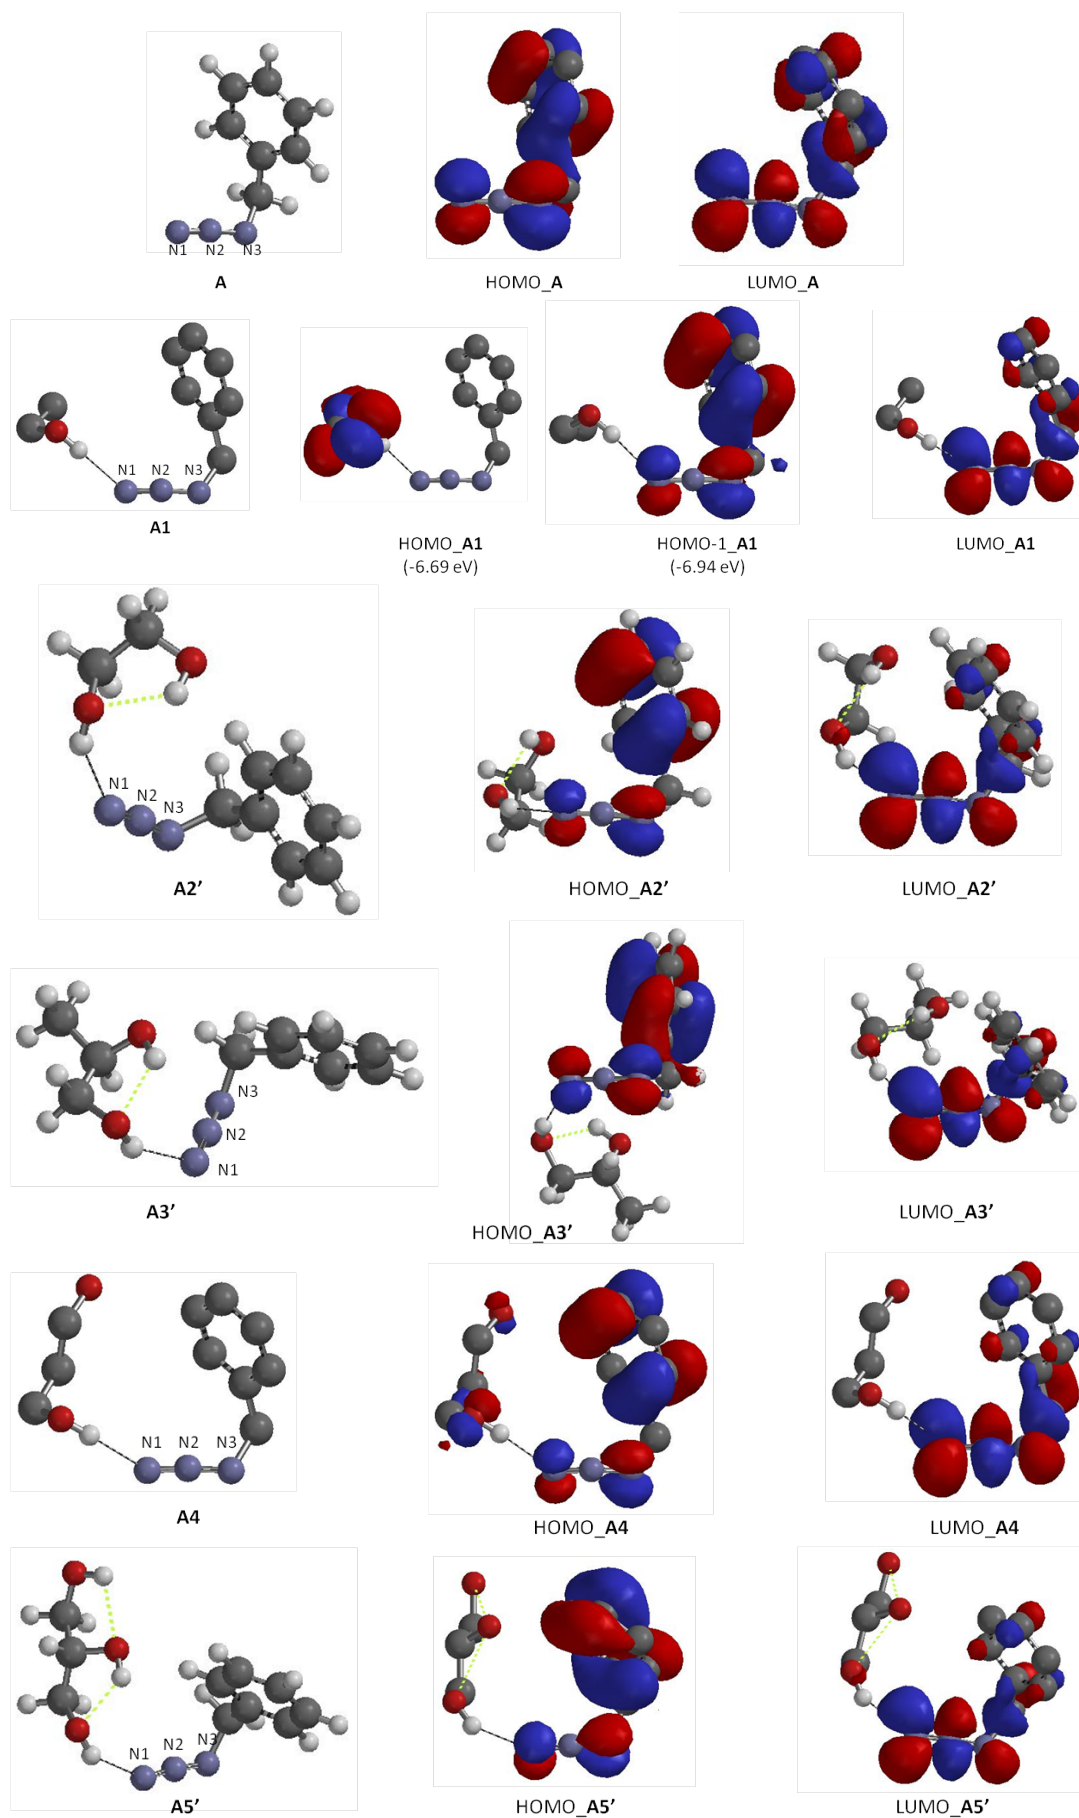 N1 N2 N3
A
HOMO_A
LUMO_A
N1 N2 N3
A1
HOMO_A1
(-6.69 eV)
HOMO-1_A1
(-6.94 eV)
LUMO_A1
N1
N2
N3
A2’
HOMO_A2’
LUMO_A2’
N3
N2
N1
A3’
HOMO_A3’
LUMO_A3’
N1 N2 N3
A4
HOMO_A4
LUMO_A4
N1 N2 N3
A5’
HOMO_A5’
LUMO_A5’